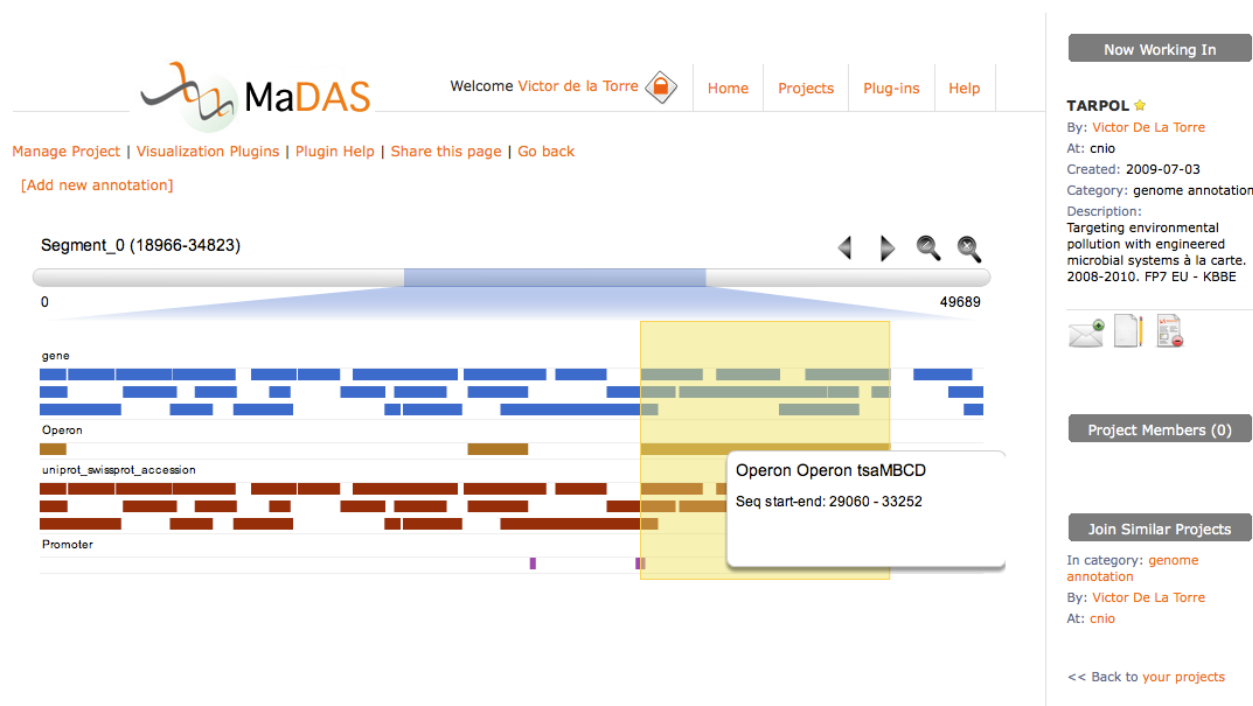 MaDAS
Welcome Victor de la Torre
Home
Projects
Plug-ins
Help
Manage Project | Visualization Plugins | Plugin Help | Share this page | Go back
[Add new annotation]
Segment_0 (18966-34823)
0
49689
gene
Operon
uniprot_swissprot_accession
Promoter
Operon Operon tsaMBCD
Seq start-end: 29060 - 33252
Now Working In
TARPOL
By: Victor De La Torre
At: cnio
Created: 2009-07-03
Category: genome annotation
Description:
Targeting environmental
pollution with engineered
microbial systems à la carte.
2008-2010. FP7 EU - KBBE
Project Members (0)
Join Similar Projects
In category: genome
annotation
By: Victor De La Torre
At: cnio
<< Back to your projects